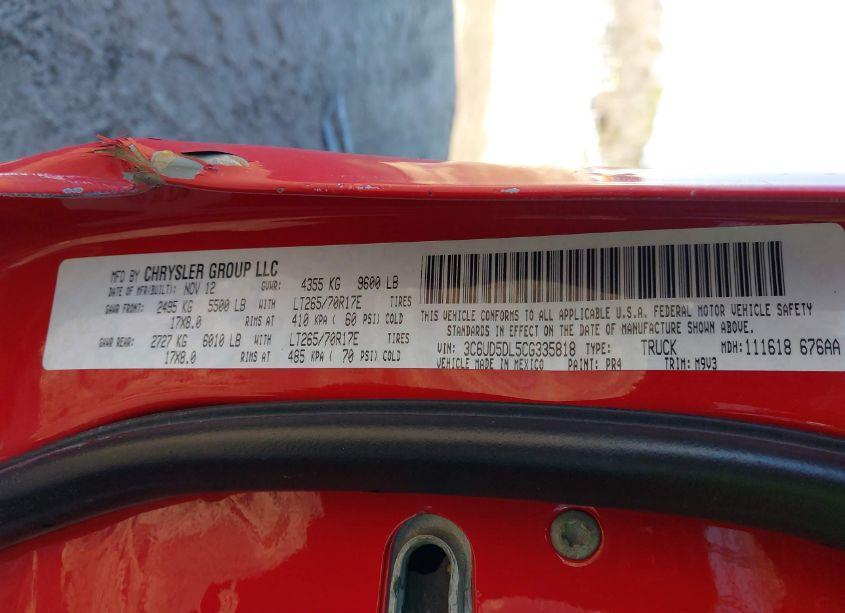 MFD BY CHRYSLER GROUP LLC
DATE OF MFR(BUILT): NOV 12 GVWR: 4355 KG 9600 LB
GAWR FRONT: 2495 KG 5500 LB WITH LT265/70R17E TIRES
17X8.0 RIMS AT 410 KPA ( 60 PSI) COLD
GAWR REAR: 2727 KG 6010 LB WITH LT265/70R17E TIRES
17X8.0 RIMS AT 485 KPA ( 70 PSI) COLD
THIS VEHICLE CONFORMS TO ALL APPLICABLE U.S.A. FEDERAL MOTOR VEHICLE SAFETY
STANDARDS IN EFFECT ON THE DATE OF MANUFACTURE SHOWN ABOVE.
VIN: 3C6UD5DL5CG335818 TYPE: TRUCK MDH: 111618 676AA
VEHICLE MADE IN MEXICO PAINT: PR4 TRIM: M9V3